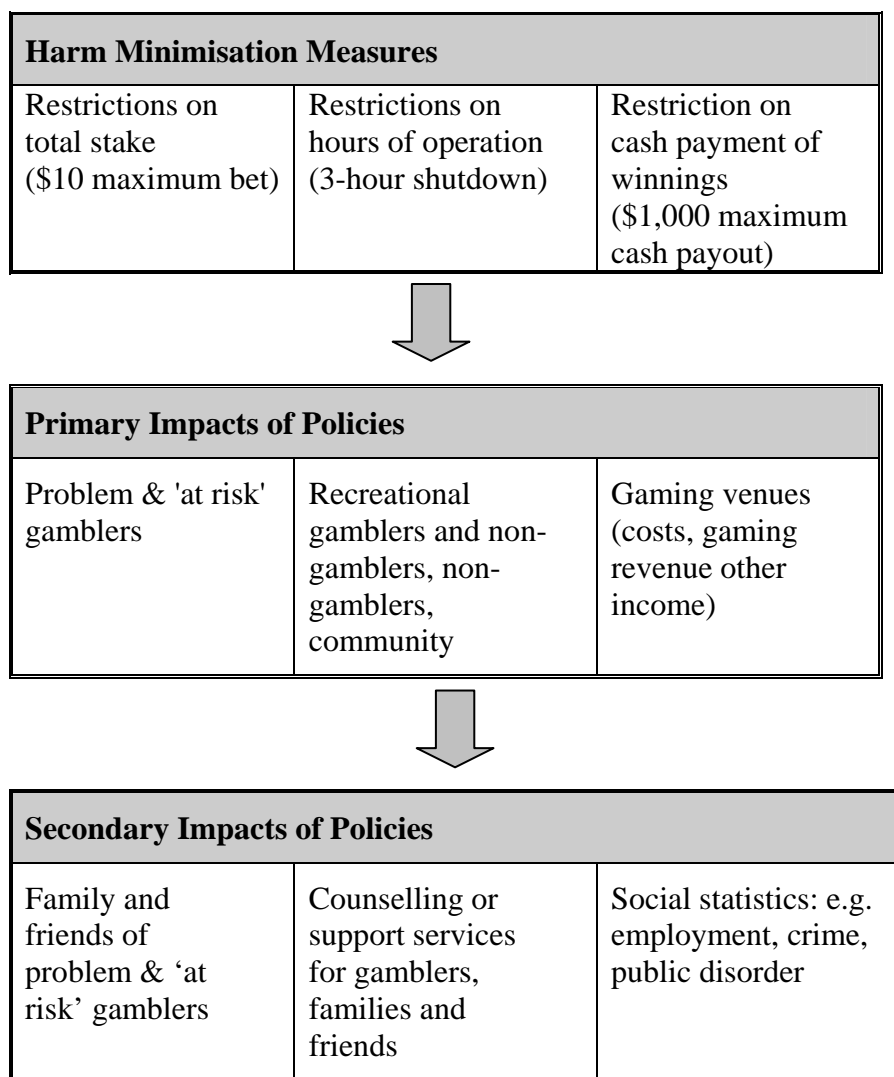 Harm Minimisation Measures
Restrictions on
total stake
($10 maximum bet)
Restrictions on
hours of operation
(3-hour shutdown)
Restriction on
cash payment of
winnings
($1,000 maximum
cash payout)
Primary Impacts of Policies
Problem & 'at risk'
gamblers
Recreational
gamblers and non-
gamblers, non-
gamblers,
community
Gaming venues
(costs, gaming
revenue other
income)
Secondary Impacts of Policies
Family and
friends of
problem & ‘at
risk’ gamblers
Counselling or
support services
for gamblers,
families and
friends
Social statistics: e.g.
employment, crime,
public disorder